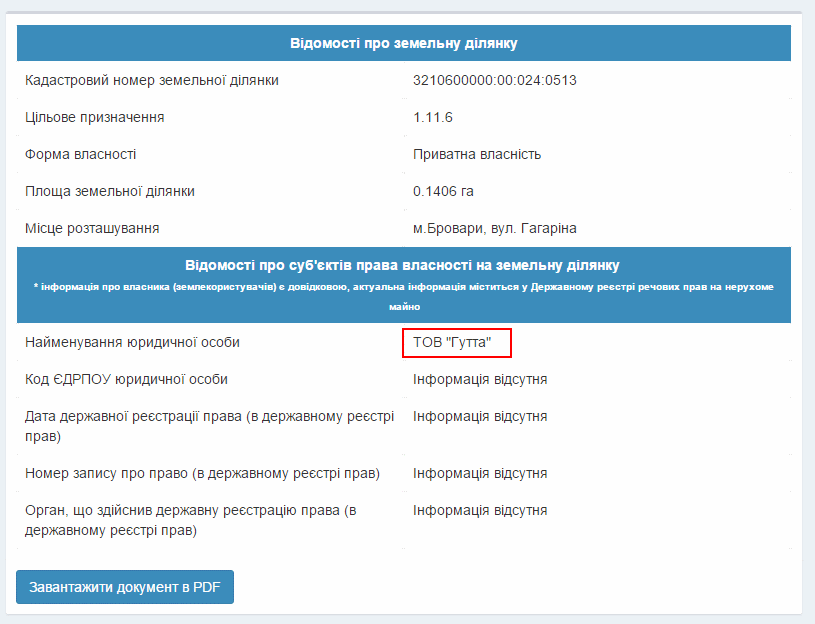 Відомості про земельну ділянку
Кадастровий номер земельної ділянки 3210600000:00:024:0513
Цільове призначення 1.11.6
Форма власності Приватна власність
Площа земельної ділянки 0.1406 га
Місце розташування м.Бровари, вул. Гагаріна
Відомості про суб'єктів права власності на земельну ділянку
* інформація про власника (землекористувачів) є довідковою, актуальна інформація міститься у Державному реєстрі речових прав на нерухоме
майно
Найменування юридичної особи ТОВ "Гутта"
Код ЄДРПОУ юридичної особи Інформація відсутня
Дата державної реєстрації права (в державному реєстрі Інформація відсутня
прав)
Номер запису про право (в державному реєстрі прав) Інформація відсутня
Орган, що здійснив державну реєстрацію права (в Інформація відсутня
державному реєстрі прав)
Завантажити документ в PDF